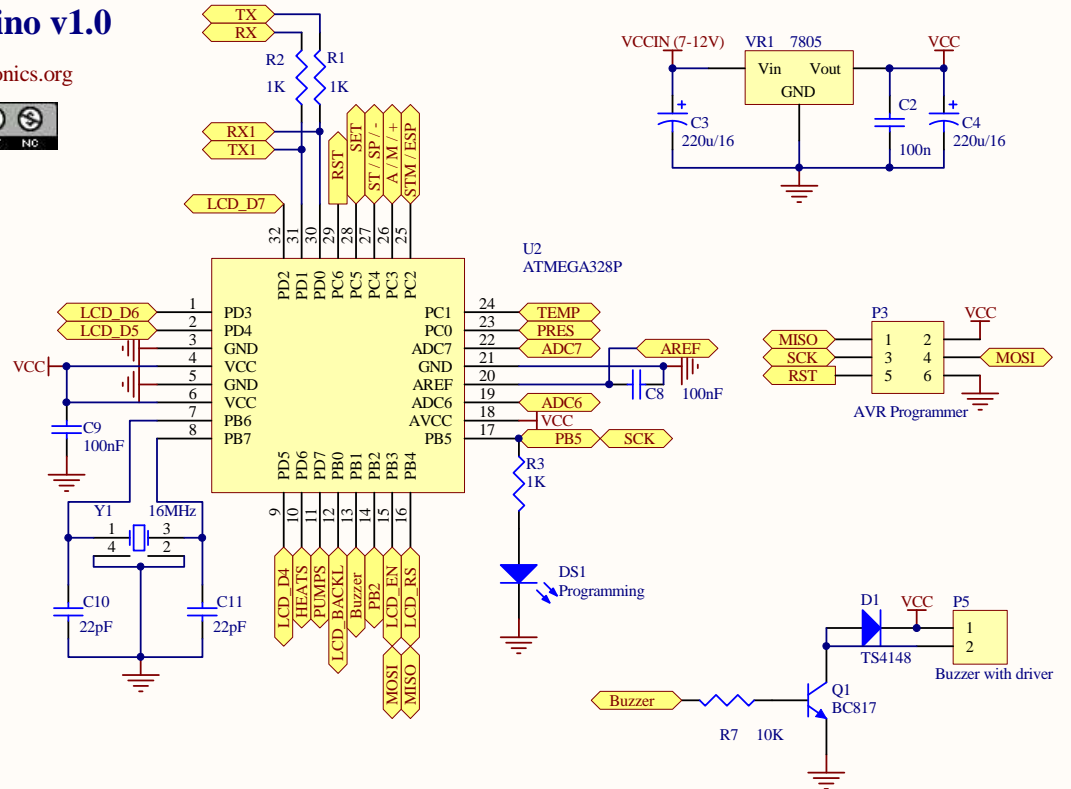 ino v1.0
onics.org
NC
TX
RX
R2
1K
R1
1K
RX1
TX1
RST
SET
ST / SP / -
A / M / +
STM / ESP
LCD_D7
32
31
30
29
28
27
26
25
U2
ATMEGA328P
PD2
PD1
PD0
PC6
PC5
PC4
PC3
PC2
LCD_D6
1
PD3
LCD_D5
2
PD4
3
GND
VCC
4
VCC
5
GND
6
VCC
7
PB6
8
PB7
PC1
24
TEMP
PC0
23
PRES
ADC7
22
ADC7
GND
21
AREF
AREF
20
C8
100nF
ADC6
19
ADC6
AVCC
18
VCC
PB5
17
PB5
SCK
C9
100nF
PD5
PD6
PD7
PB0
PB1
PB2
PB3
PB4
9
10
11
12
13
14
15
16
LCD_D4
HEATS
PUMPS
LCD_BACKL
Buzzer
PB2
LCD_EN
LCD_RS
MOSI
MISO
Y1
16MHz
1
3
4
2
C10
22pF
C11
22pF
R3
1K
DS1
Programming
VCCIN (7-12V)
VR1 7805
VCC
Vin
Vout
GND
+
C3
220u/16
C2
100n
+
C4
220u/16
P3
VCC
MISO
1
2
SCK
3
4
MOSI
RST
5
6
AVR Programmer
D1
VCC
P5
1
2
TS4148
Buzzer with driver
Buzzer
Q1
BC817
R7 10K